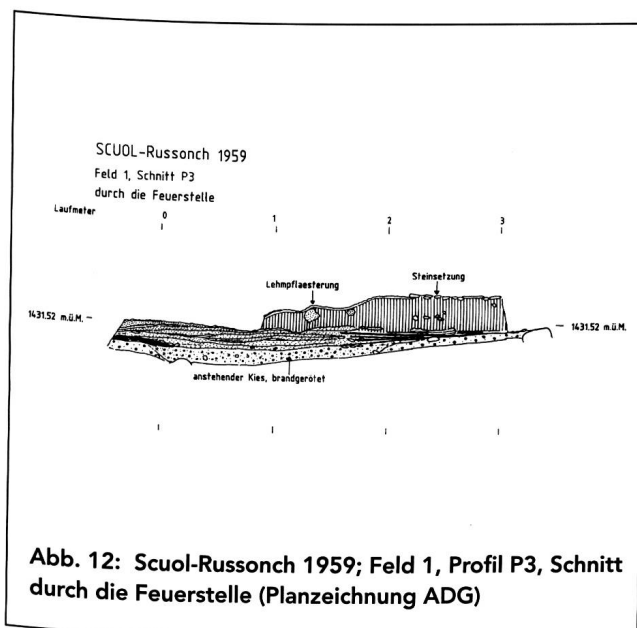 SCUOL-Russonch 1959
Feld 1, Schnitt P3
durch die Feuerstelle
Laufmeter 0 1 2 3
Lehmpflaesterung Steinsetzung
1431.52 m.ü.M. – – 1431.52 m.ü.M.
anstehender Kies, brandgerötet
Abb. 12: Scuol-Russonch 1959; Feld 1, Profil P3, Schnitt
durch die Feuerstelle (Planzeichnung ADG)